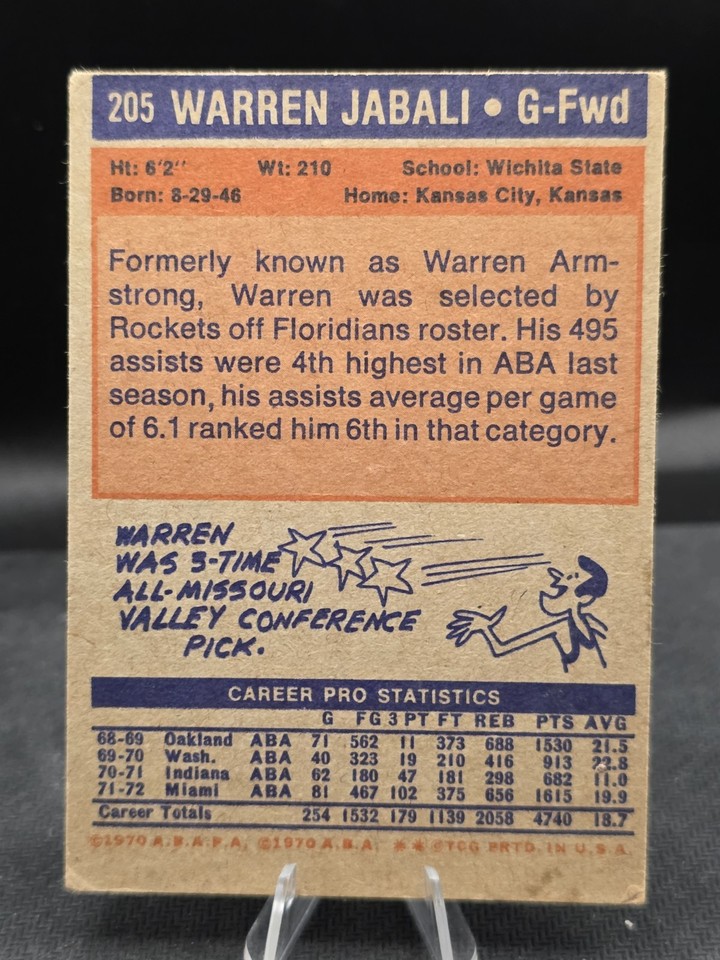 205 WARREN JABALI • G-Fwd
Ht: 6'2" Wt: 210 School: Wichita State
Born: 8-29-46 Home: Kansas City, Kansas
Formerly known as Warren Arm-
strong, Warren was selected by
Rockets off Floridians roster. His 495
assists were 4th highest in ABA last
season, his assists average per game
of 6.1 ranked him 6th in that category.
WARREN
WAS 3-TIME
ALL-MISSOURI
VALLEY CONFERENCE
PICK.
CAREER PRO STATISTICS
G FG 3 PT FT REB PTS AVG
68-69 Oakland ABA 71 562 11 373 688 1530 21.5
69-70 Wash. ABA 40 323 19 210 416 913 22.8
70-71 Indiana ABA 62 180 47 181 298 682 11.0
71-72 Miami ABA 81 467 102 375 656 1615 19.9
Career Totals 254 1532 179 1139 2058 4740 18.7
©1970 A.B.A.P.A. ©1970 A.B.A. ** ©TCG PRTD. IN U.S.A.